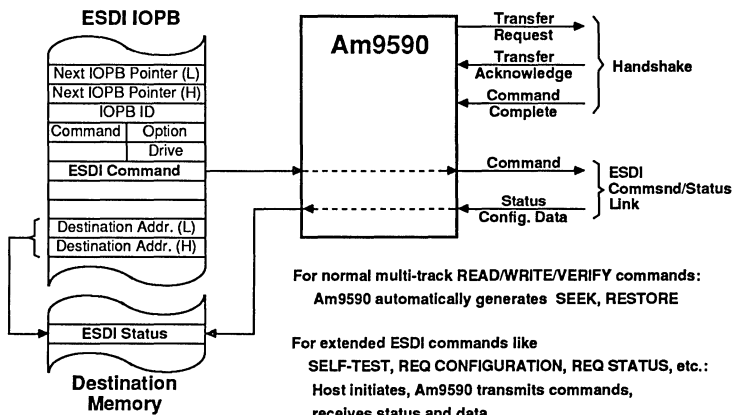 ESDI IOPB
Next IOPB Pointer (L)
Next IOPB Pointer (H)
IOPB ID
Command Option
Drive
ESDI Command
Destination Addr. (L)
Destination Addr. (H)
ESDI Status
Destination
Memory
Am9590
Transfer
Request
Transfer
Acknowledge
Command
Complete
Handshake
Command
Status
Config. Data
ESDI
Commsnd/Status
Link
For normal multi-track READ/WRITE/VERIFY commands:
Am9590 automatically generates SEEK, RESTORE
For extended ESDI commands like
SELF-TEST, REQ CONFIGURATION, REQ STATUS, etc.:
Host initiates, Am9590 transmits commands,
receives status and data